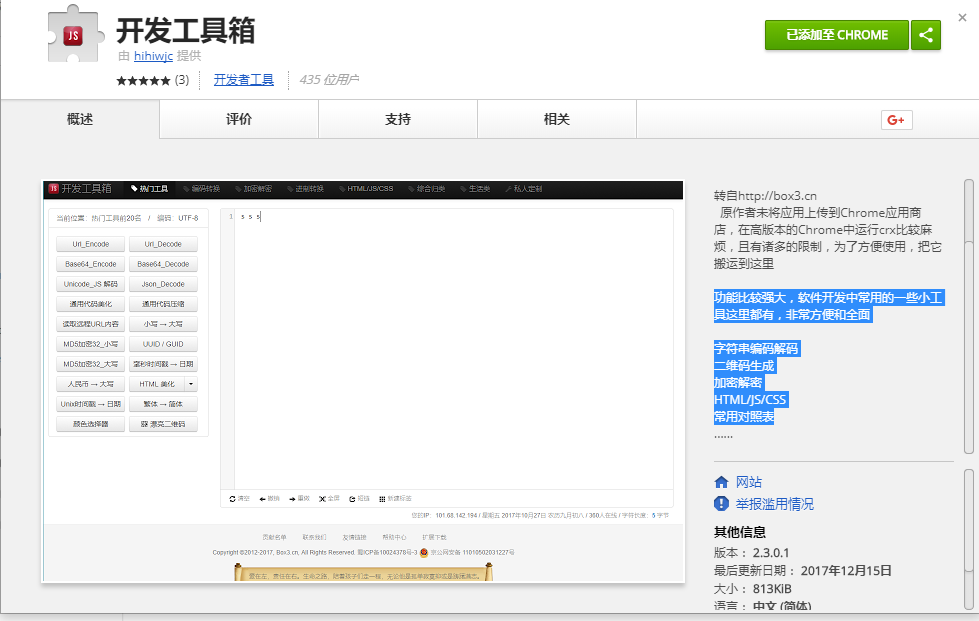 JS
开发工具箱
由 hihiwjc 提供
★★★★★ (3) 开发者工具 435 位用户
已添加至 CHROME
×
概述 评价 支持 相关 G+
JS 开发工具箱 热门工具 编码转换 加密解密 进制转换 HTML/JS/CSS 综合归类 生活类 私人定制
当前位置：热门工具前20名 / 编码：UTF-8
Url_Encode Url_Decode
Base64_Encode Base64_Decode
Unicode_JS 解码 Json_Decode
通用代码美化 通用代码压缩
读取远程URL内容 小写 → 大写
MD5加密32_小写 UUID / GUID
MD5加密32_大写 毫秒时间戳 → 日期
人民币 → 大写 HTML 美化
Unix时间戳 → 日期 繁体 → 简体
颜色选择器 漂亮二维码
1 s s s
清空 撤销 重做 全屏 短链 新建标签
您的IP：101.68.142.194 / 星期五 2017年10月27日 农历九月初八 / 360人在线 / 字符长度：5 字节
贡献名单 联系我们 友情链接 帮助中心 扩展下载
Copyright ©2012-2017, Box3.cn, All Rights Reserved. 蜀ICP备10024378号-3 京公网安备 11010502031227号
转自http://box3.cn
原作者未将应用上传到Chrome应用商
店，在高版本的Chrome中运行crx比较麻
烦，且有诸多的限制，为了方便使用，把它
搬运到这里
功能比较强大，软件开发中常用的一些小工
具这里都有，非常方便和全面
字符串编码解码
二维码生成
加密解密
HTML/JS/CSS
常用对照表
......
网站
举报滥用情况
其他信息
版本： 2.3.0.1
最后更新日期： 2017年12月15日
大小： 813KiB
语言： 中文 (简体)